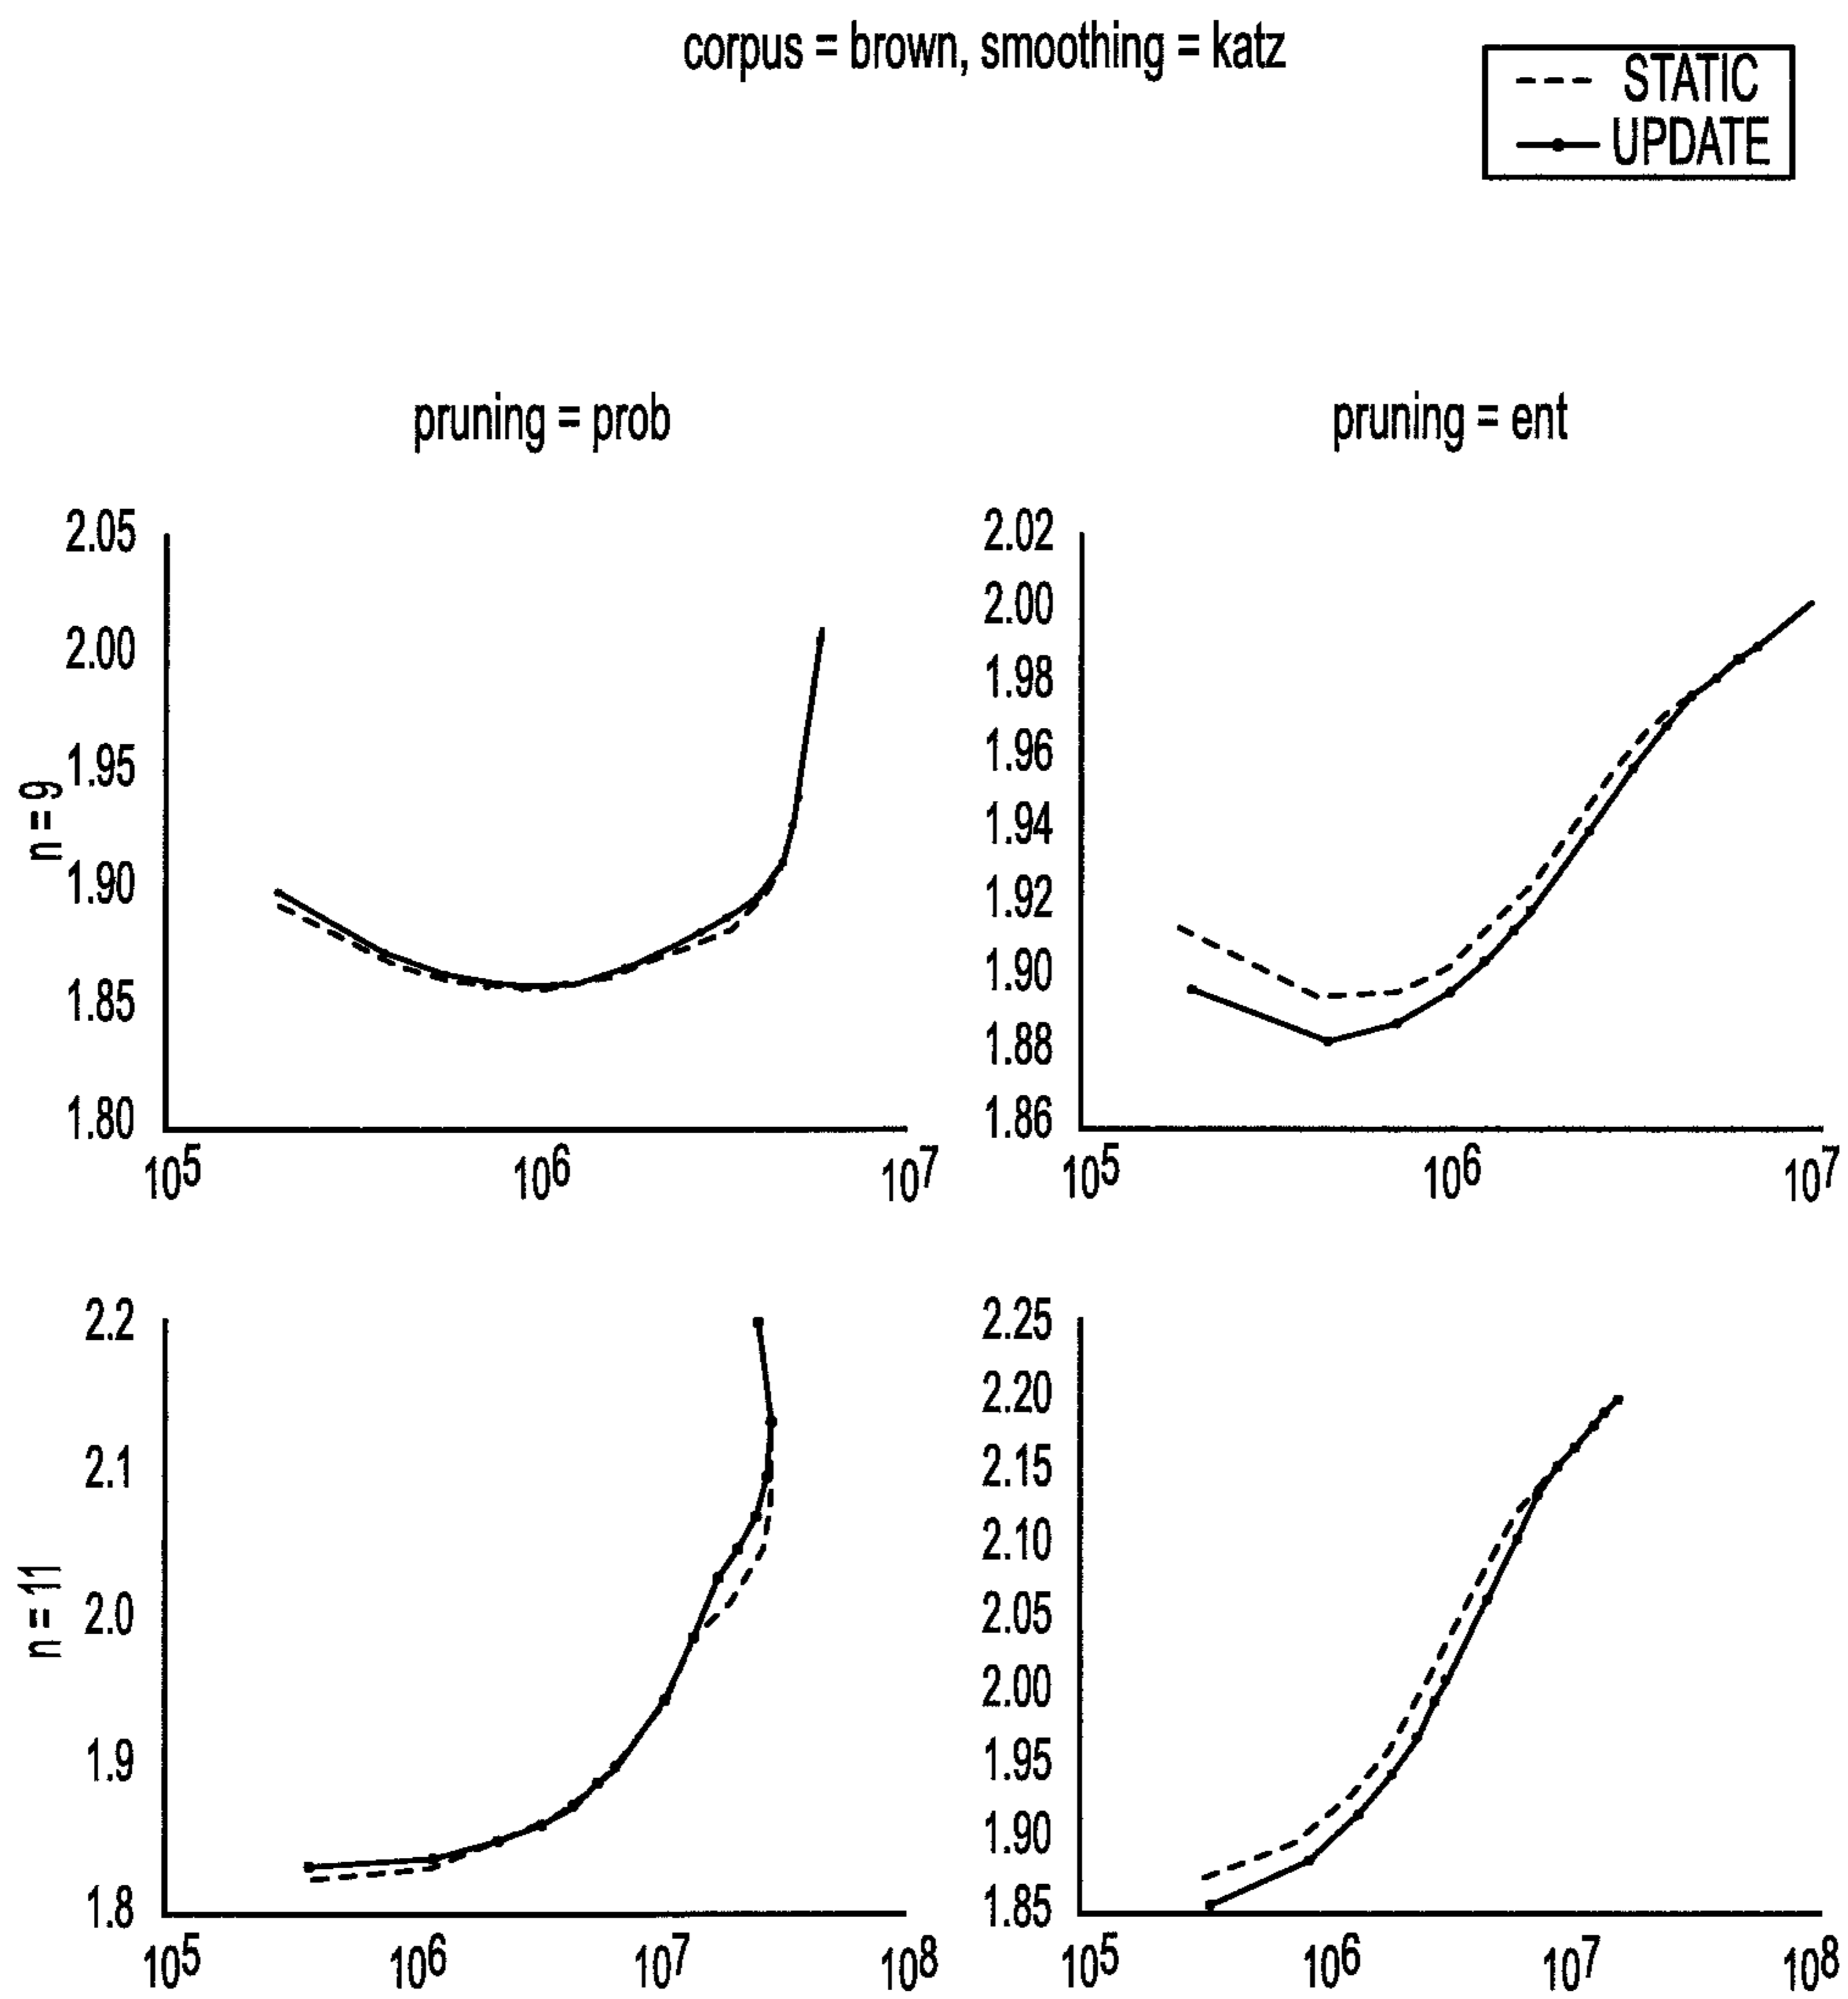 corpus = brown, smoothing = katz
STATIC
UPDATE
pruning = prob
pruning = ent
n = 9
2.05
2.00
1.95
1.90
1.85
1.80
10^5 10^6 10^7
2.02
2.00
1.98
1.96
1.94
1.92
1.90
1.88
1.86
10^5 10^6 10^7
n = 11
2.2
2.1
2.0
1.9
1.8
10^5 10^6 10^7 10^8
2.25
2.20
2.15
2.10
2.05
2.00
1.95
1.90
1.85
10^5 10^6 10^7 10^8